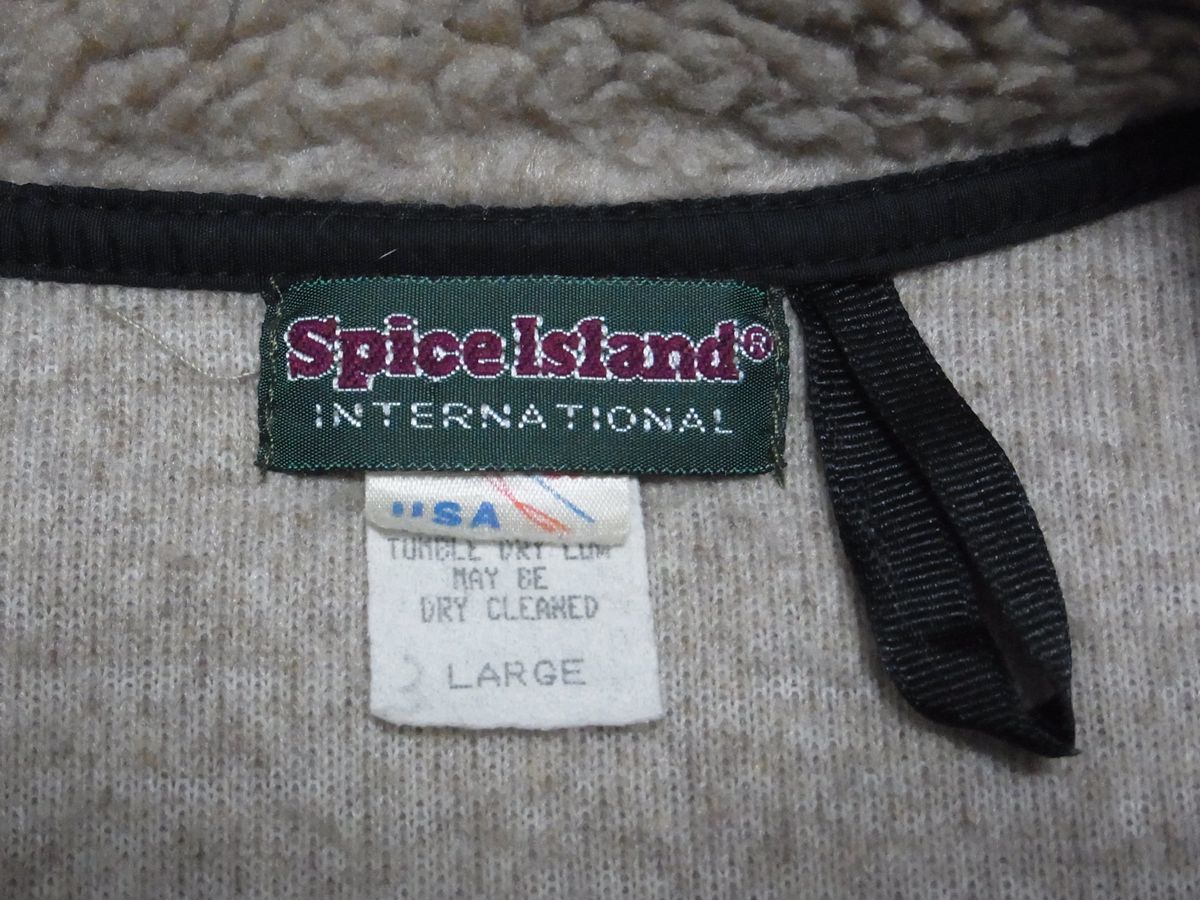 Spice Island®
INTERNATIONAL
USA
TUMBLE DRY LOW
MAY BE
DRY CLEANED
LARGE